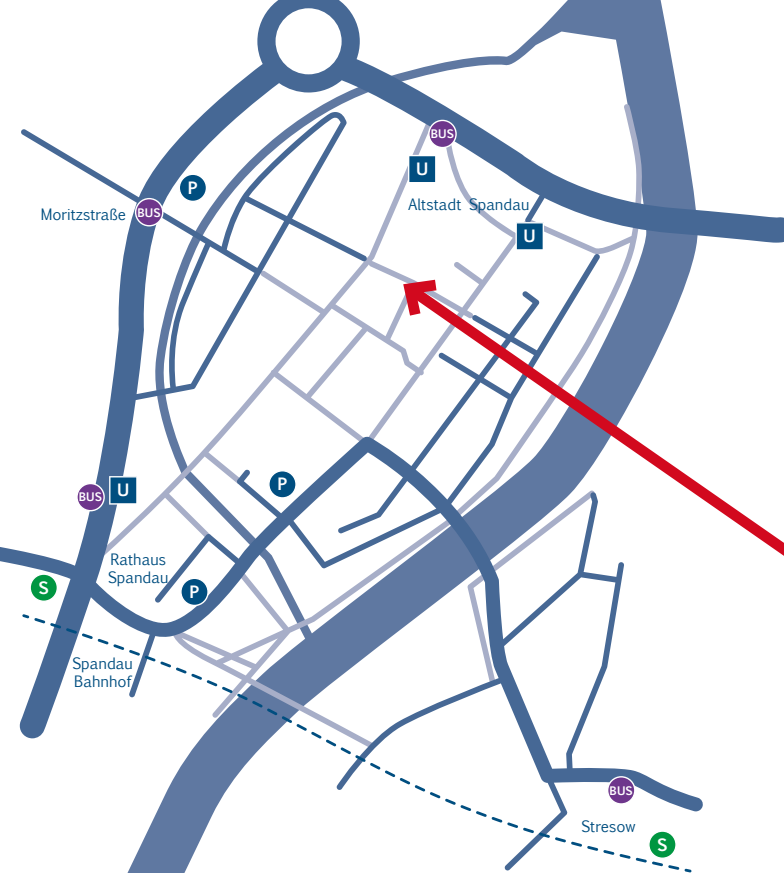 BUS
U
P
Altstadt Spandau
Moritzstraße
BUS
U
P
BUS
U
Rathaus
Spandau
S
P
Spandau
Bahnhof
BUS
Stresow
S